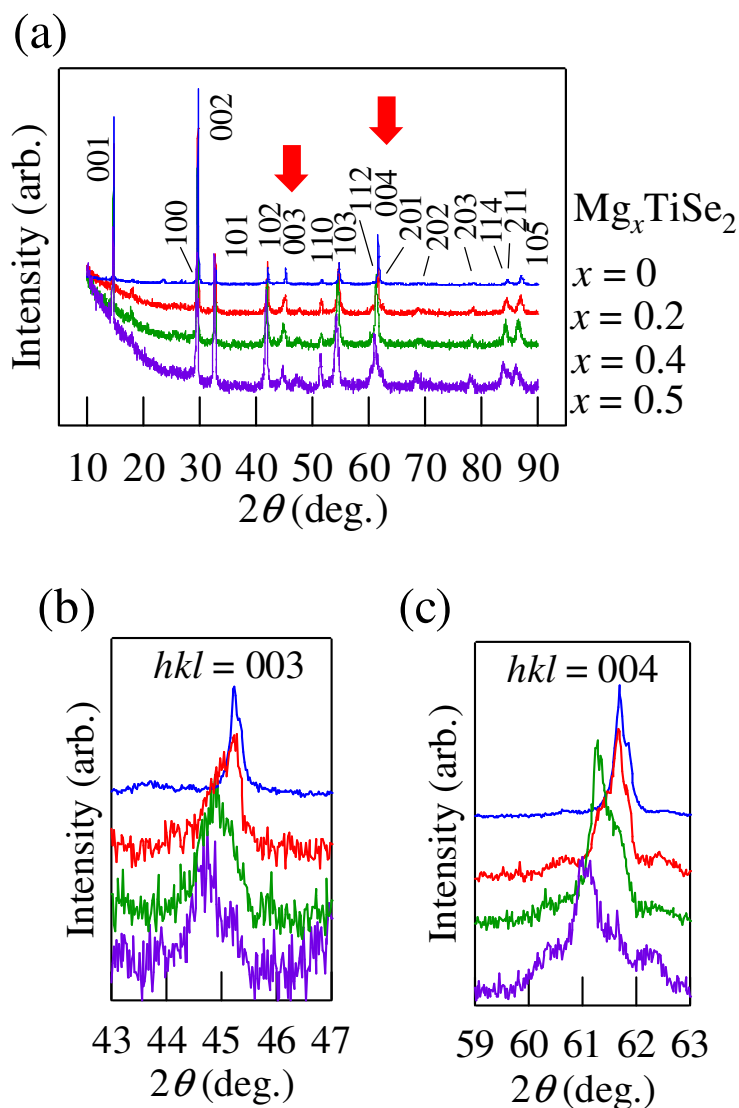 (a)
Intensity (arb.)
001
100
002
101
102
003
110
103
112
004
201
202
203
114
211
105
MgₓTiSe₂
x = 0
x = 0.2
x = 0.4
x = 0.5
10 20 30 40 50 60 70 80 90
2θ (deg.)
(b)
hkl = 003
Intensity (arb.)
43 44 45 46 47
2θ (deg.)
(c)
hkl = 004
Intensity (arb.)
59 60 61 62 63
2θ (deg.)